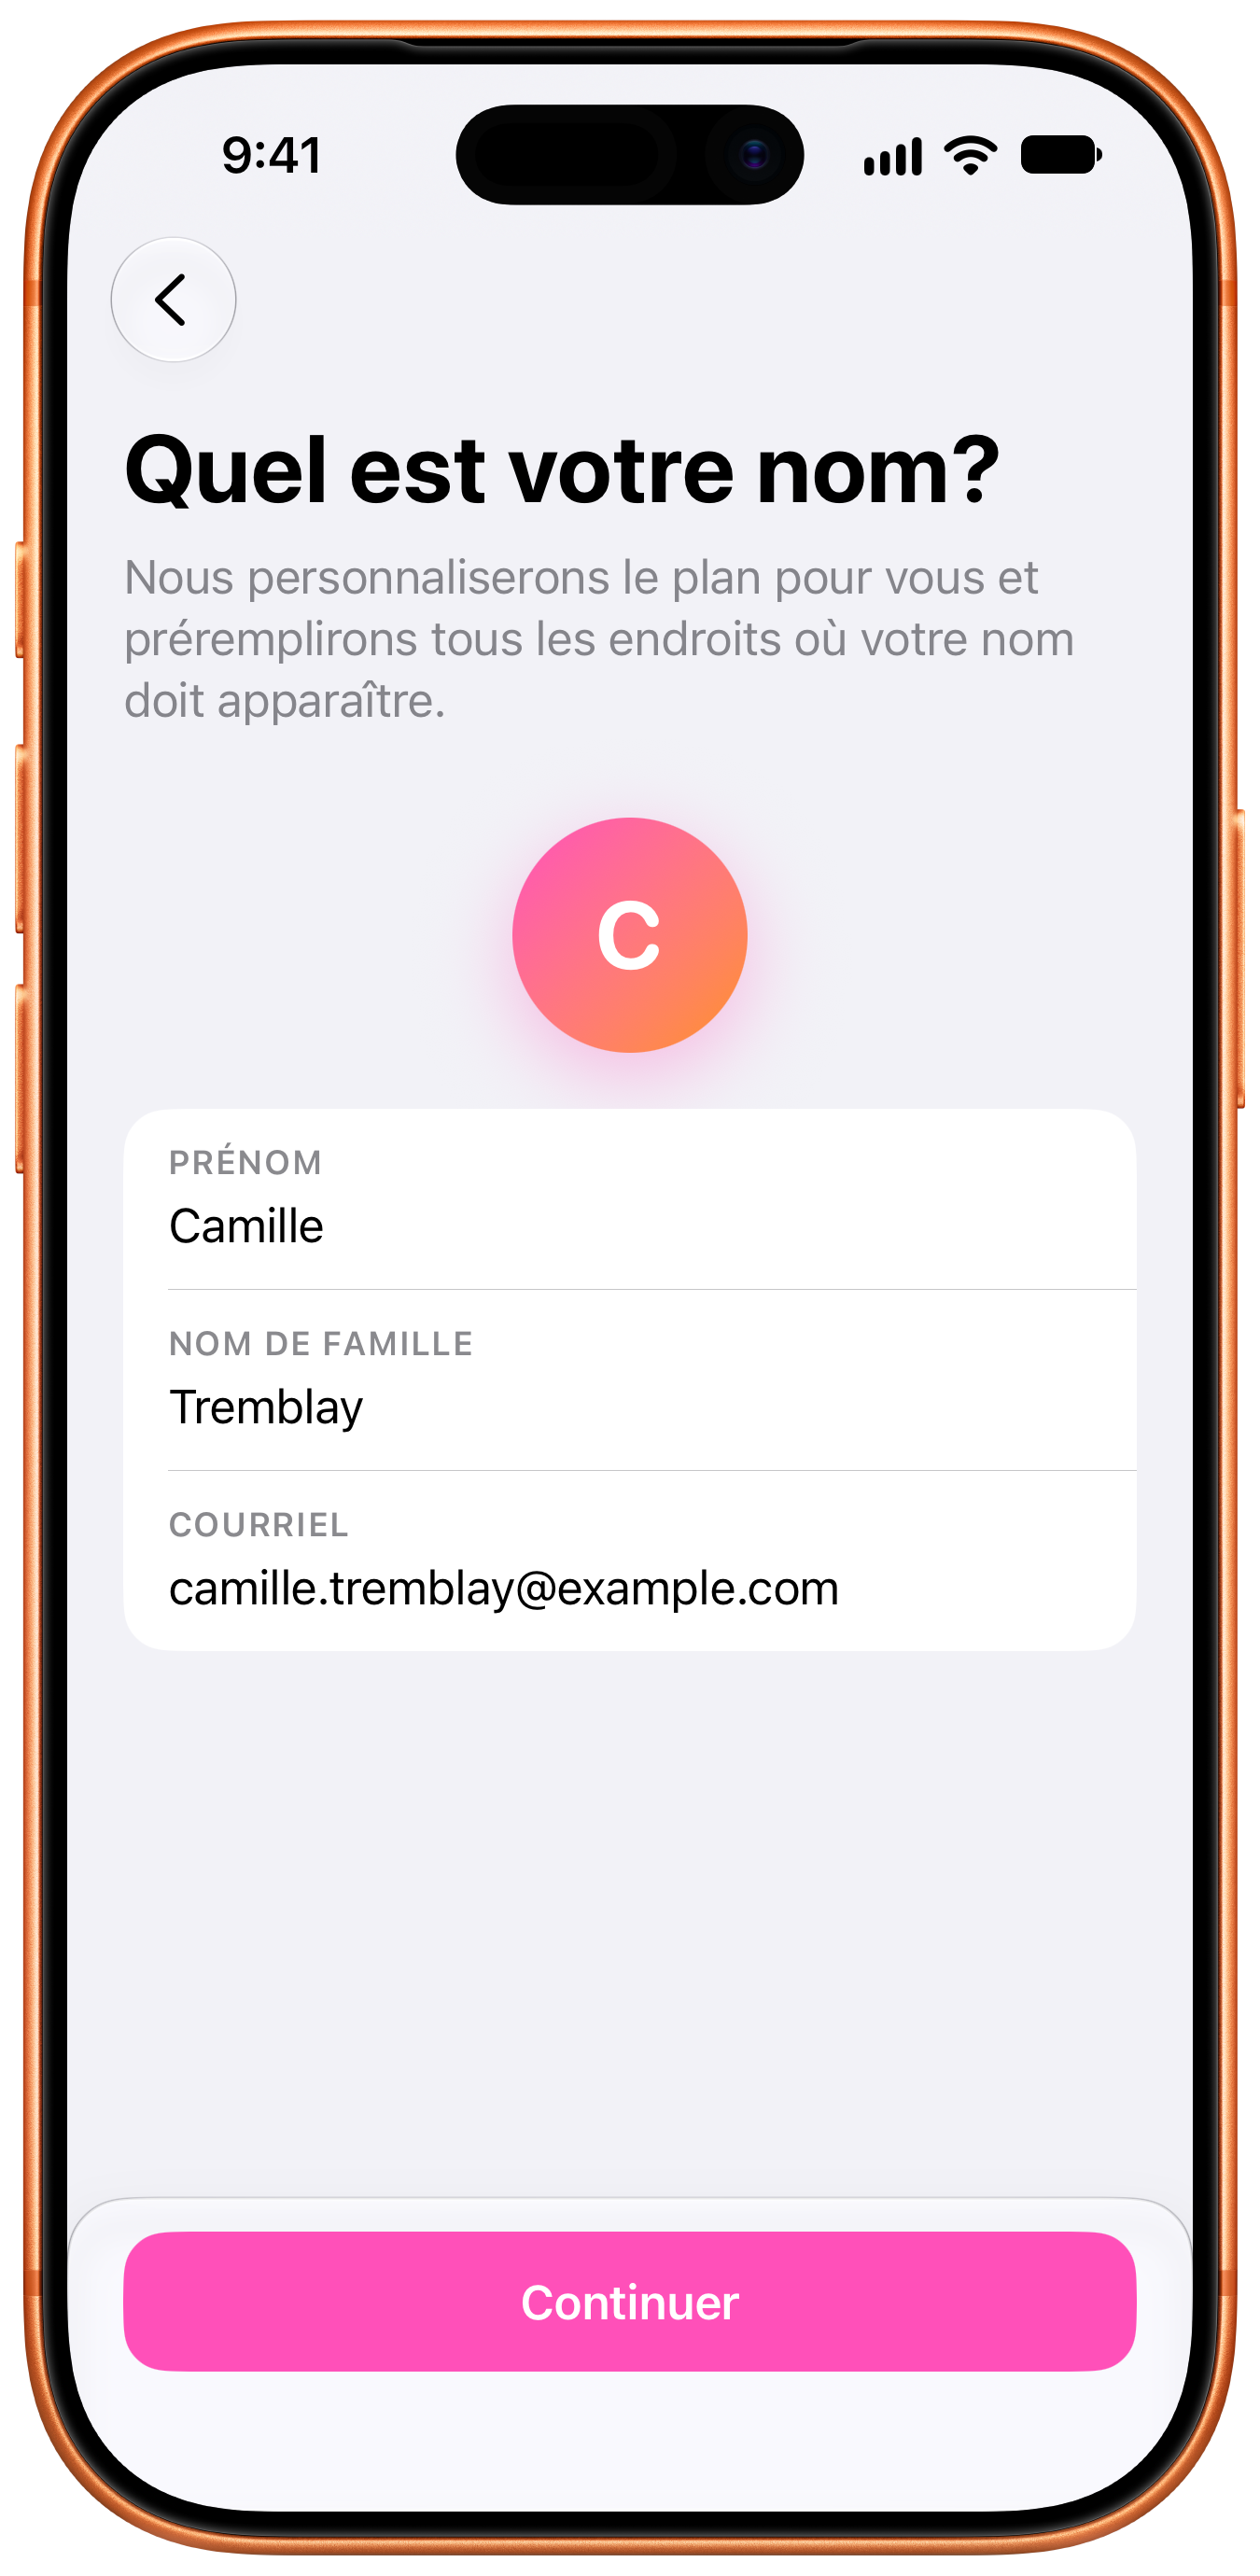 9:41
Quel est votre nom?
Nous personnaliserons le plan pour vous et
préremplirons tous les endroits où votre nom
doit apparaître.
C
PRÉNOM
Camille
NOM DE FAMILLE
Tremblay
COURRIEL
camille.tremblay@example.com
Continuer